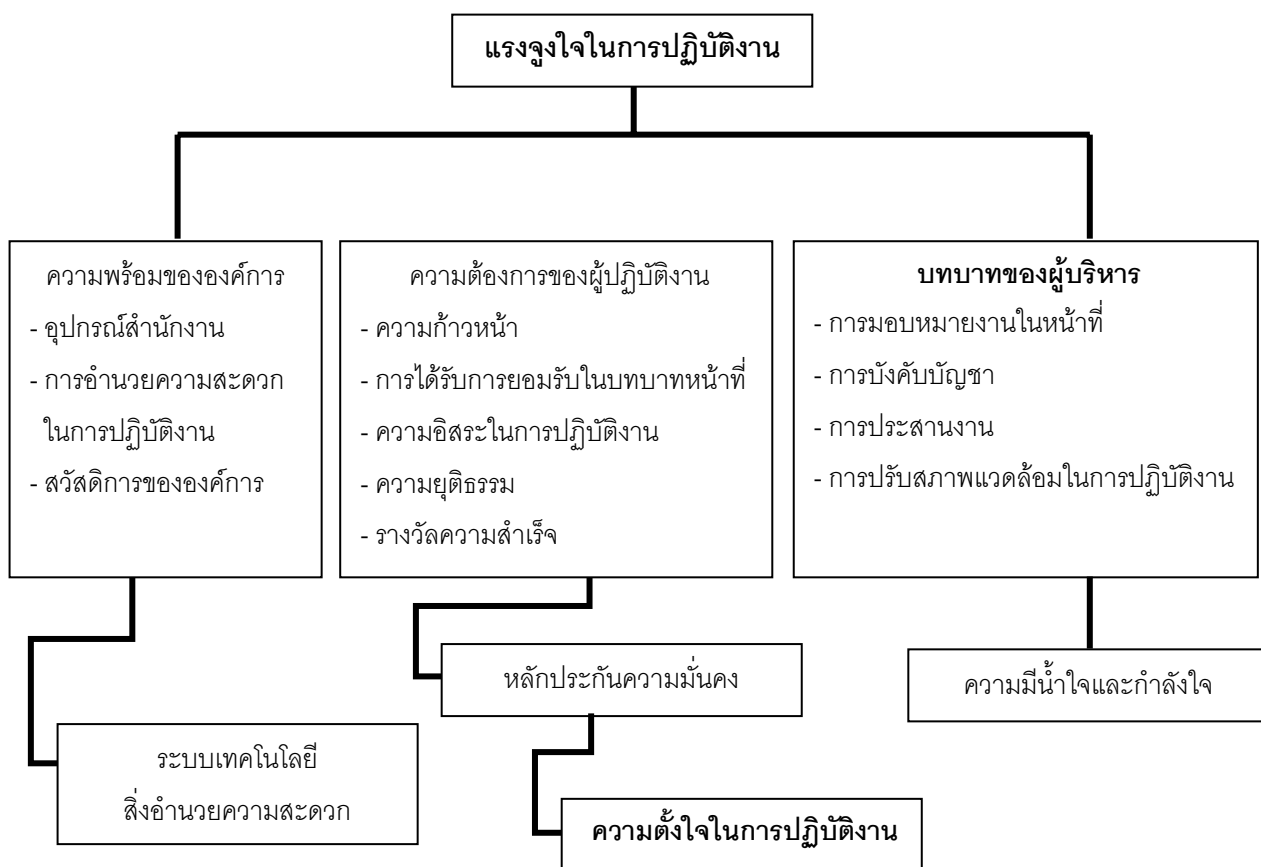 แรงจูงใจในการปฏิบัติงาน
ความพร้อมขององค์การ
- อุปกรณ์สำนักงาน
- การอำนวยความสะดวก
ในการปฏิบัติงาน
- สวัสดิการขององค์การ
ความต้องการของผู้ปฏิบัติงาน
- ความก้าวหน้า
- การได้รับการยอมรับในบทบาทหน้าที่
- ความอิสระในการปฏิบัติงาน
- ความยุติธรรม
- รางวัลความสำเร็จ
บทบาทของผู้บริหาร
- การมอบหมายงานในหน้าที่
- การบังคับบัญชา
- การประสานงาน
- การปรับสภาพแวดล้อมในการปฏิบัติงาน
ระบบเทคโนโลยี
สิ่งอำนวยความสะดวก
หลักประกันความมั่นคง
ความตั้งใจในการปฏิบัติงาน
ความมีน้ำใจและกำลังใจ